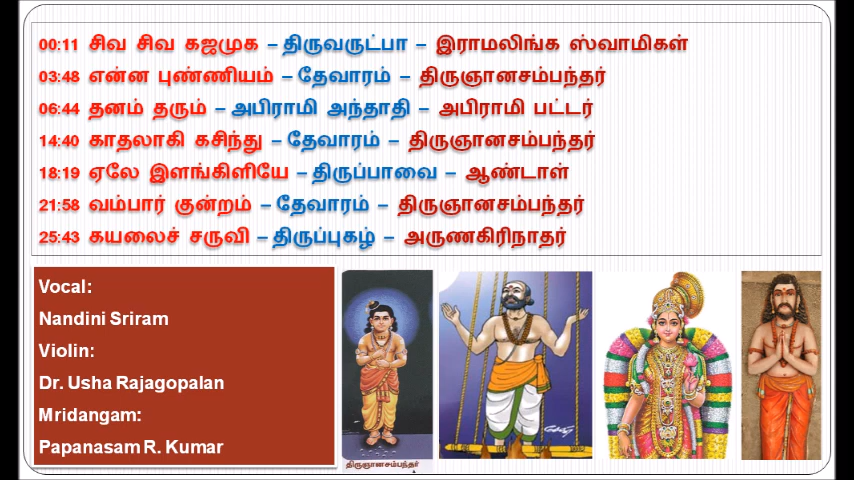 00:11 சிவ சிவ கஜமுக – திருவருட்பா – இராமலிங்க ஸ்வாமிகள்
03:48 என்ன புண்ணியம் – தேவாரம் – திருஞானசம்பந்தர்
06:44 தனம் தரும் – அபிராமி அந்தாதி – அபிராமி பட்டர்
14:40 காதலாகி கசிந்து – தேவாரம் – திருஞானசம்பந்தர்
18:19 ஏலே இளங்கிளியே – திருப்பாவை – ஆண்டாள்
21:58 வம்பார் குன்றம் – தேவாரம் – திருஞானசம்பந்தர்
25:43 கயலைச் சருவி – திருப்புகழ் – அருணகிரிநாதர்
Vocal:
Nandini Sriram
Violin:
Dr. Usha Rajagopalan
Mridangam:
Papanasam R. Kumar
திருஞானசம்பந்தர்